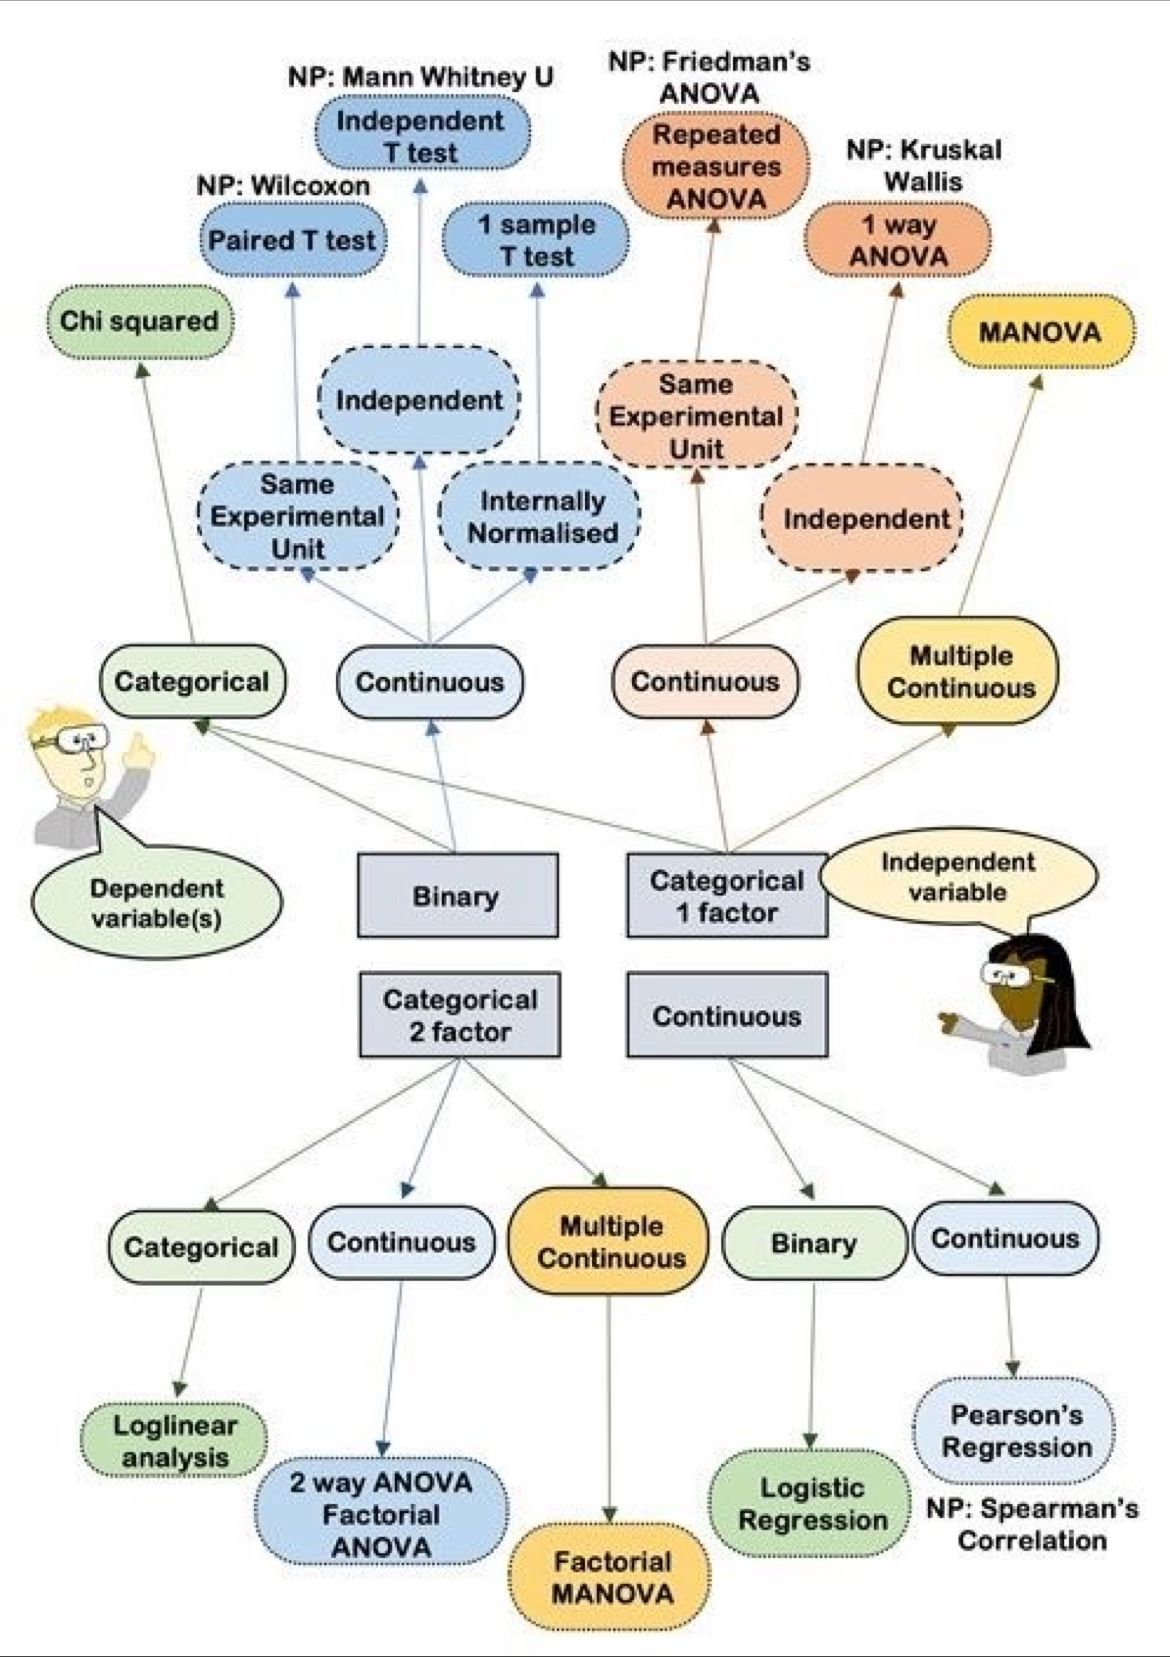 NP: Mann Whitney U
Independent
T test
NP: Friedman's
ANOVA
Repeated
measures
ANOVA
NP: Kruskal
Wallis
NP: Wilcoxon
Paired T test
1 sample
T test
1 way
ANOVA
Chi squared
MANOVA
Independent
Same
Experimental
Unit
Same
Experimental
Unit
Internally
Normalised
Independent
Categorical
Continuous
Continuous
Multiple
Continuous
Dependent
variable(s)
Binary
Categorical
1 factor
Independent
variable
Categorical
2 factor
Continuous
Categorical
Continuous
Multiple
Continuous
Binary
Continuous
Loglinear
analysis
2 way ANOVA
Factorial
ANOVA
Factorial
MANOVA
Logistic
Regression
Pearson's
Regression
NP: Spearman's
Correlation